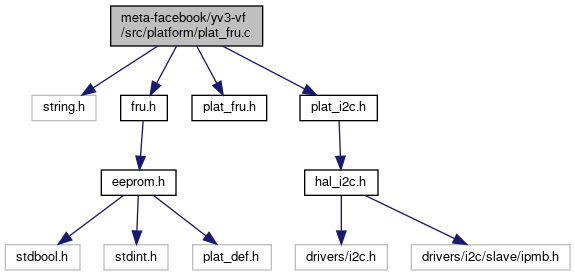 meta-facebook/yv3-vf
/src/platform/plat_fru.c
string.h
fru.h
plat_fru.h
plat_i2c.h
eeprom.h
hal_i2c.h
stdbool.h
stdint.h
plat_def.h
drivers/i2c.h
drivers/i2c/slave/ipmb.h